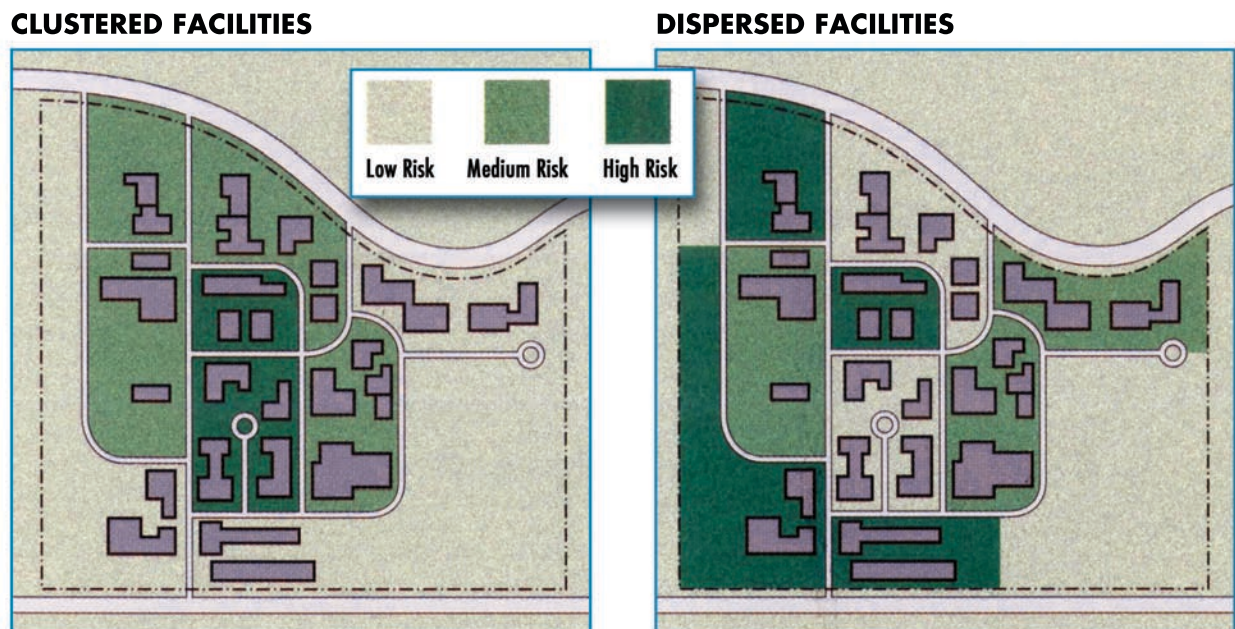 CLUSTERED FACILITIES
DISPERSED FACILITIES
Low Risk
Medium Risk
High Risk